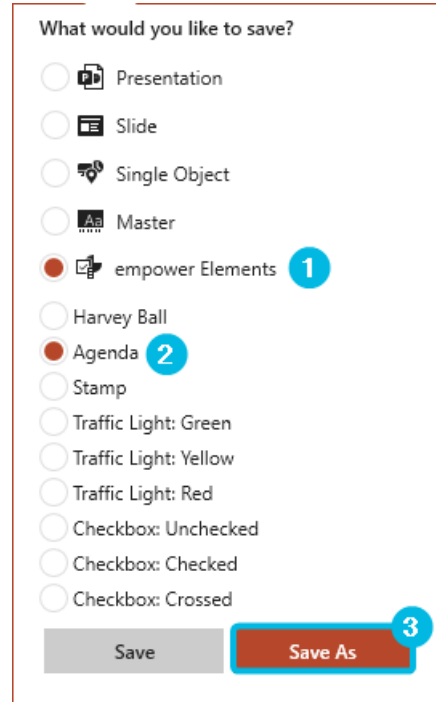 What would you like to save?
Presentation
Slide
Single Object
Aa Master
empower Elements 1
Harvey Ball
Agenda 2
Stamp
Traffic Light: Green
Traffic Light: Yellow
Traffic Light: Red
Checkbox: Unchecked
Checkbox: Checked
Checkbox: Crossed
3
Save Save As